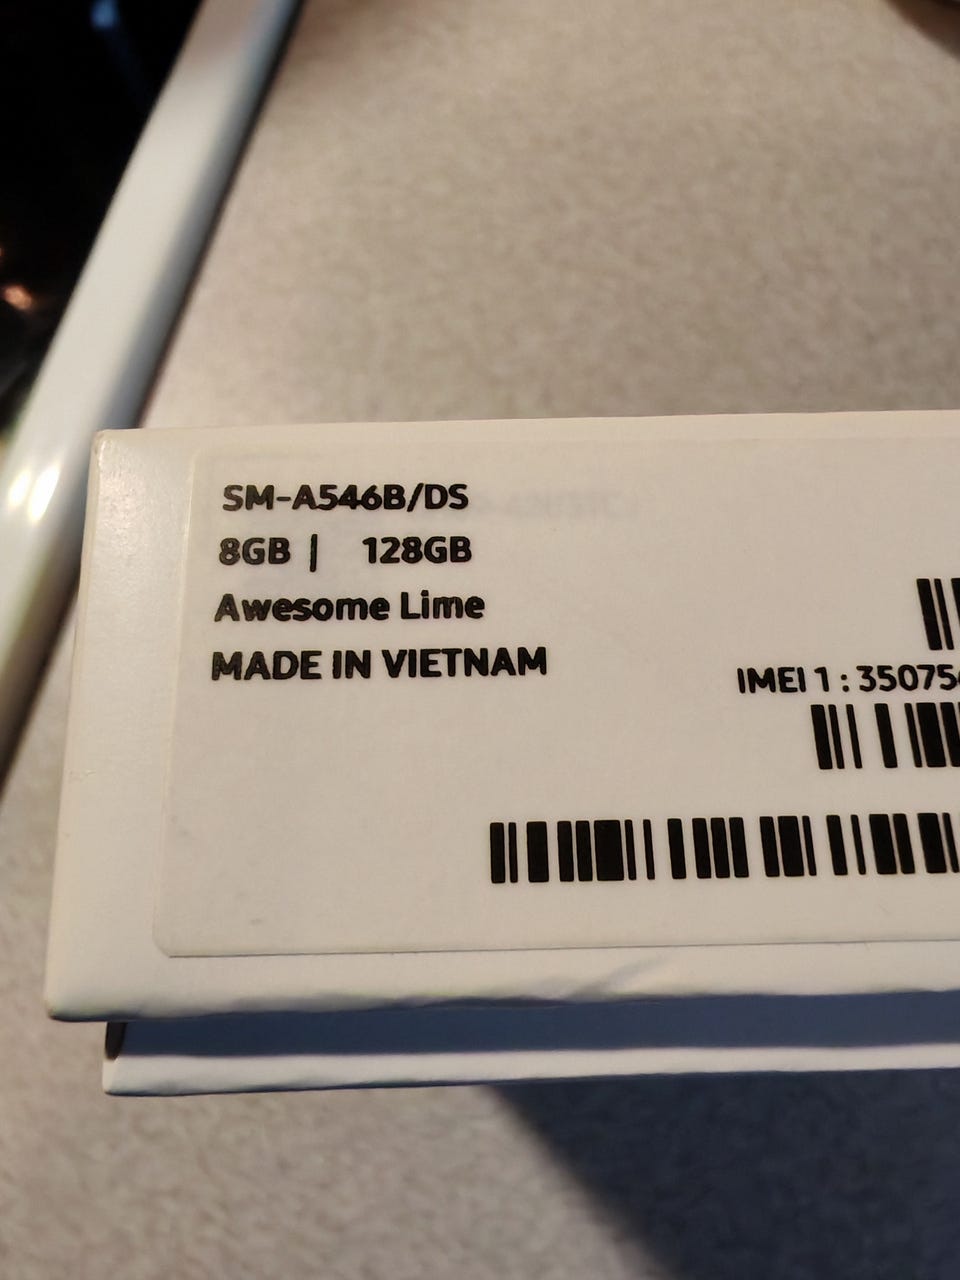 SM-A546B/DS
8GB | 128GB
Awesome Lime
MADE IN VIETNAM
IMEI 1 : 35075